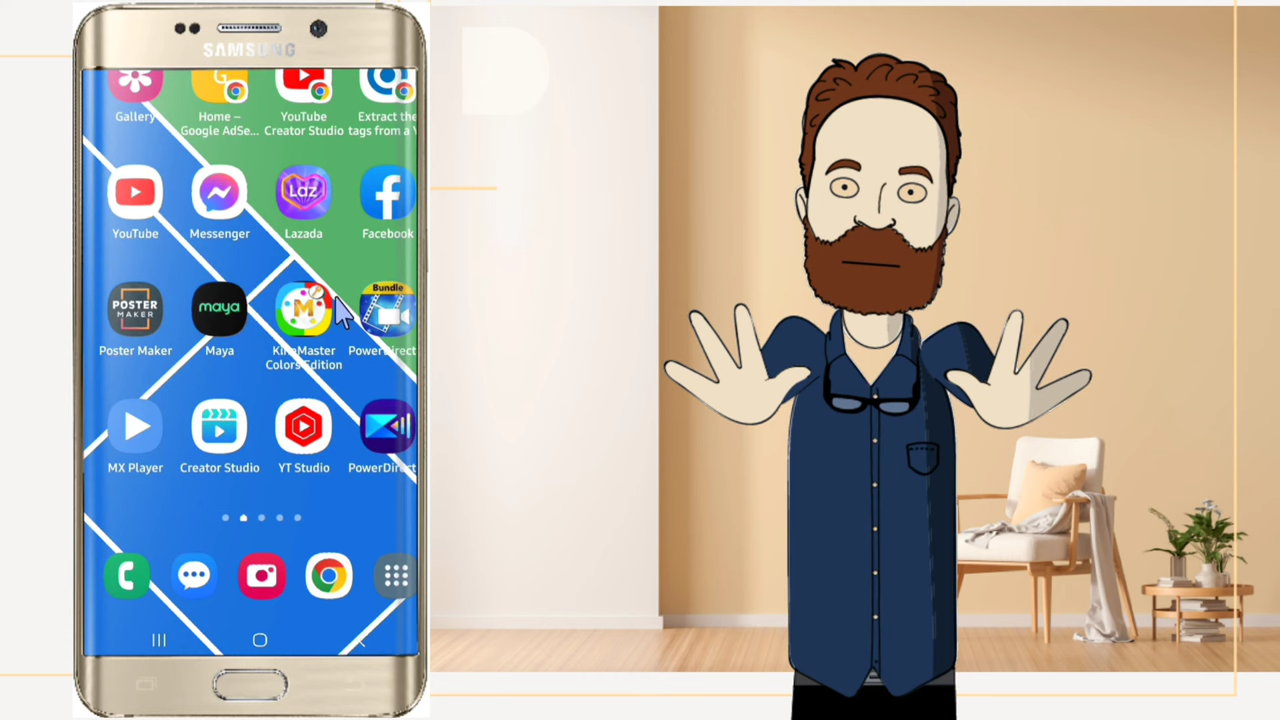 SAMSUNG
Gallery
G
Home –
Google AdSe...
YouTube
Creator Studio
Extract the
tags from a
YouTube
Messenger
Laz
Lazada
Facebook
POSTER
MAKER
Poster Maker
maya
Maya
M
KineMaster
Colors Edition
Bundle
PowerDirect
MX Player
Creator Studio
YT Studio
PowerDirect